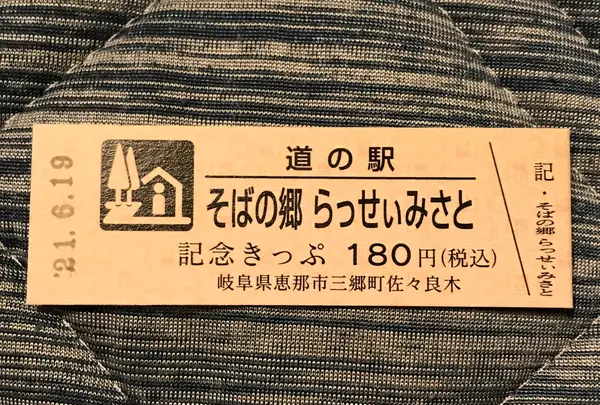 '21.6.19
道の駅
そばの郷 らっせぃみさと
記念きっぷ 180円(税込)
岐阜県恵那市三郷町佐々良木
記・そばの郷らっせぃみさと